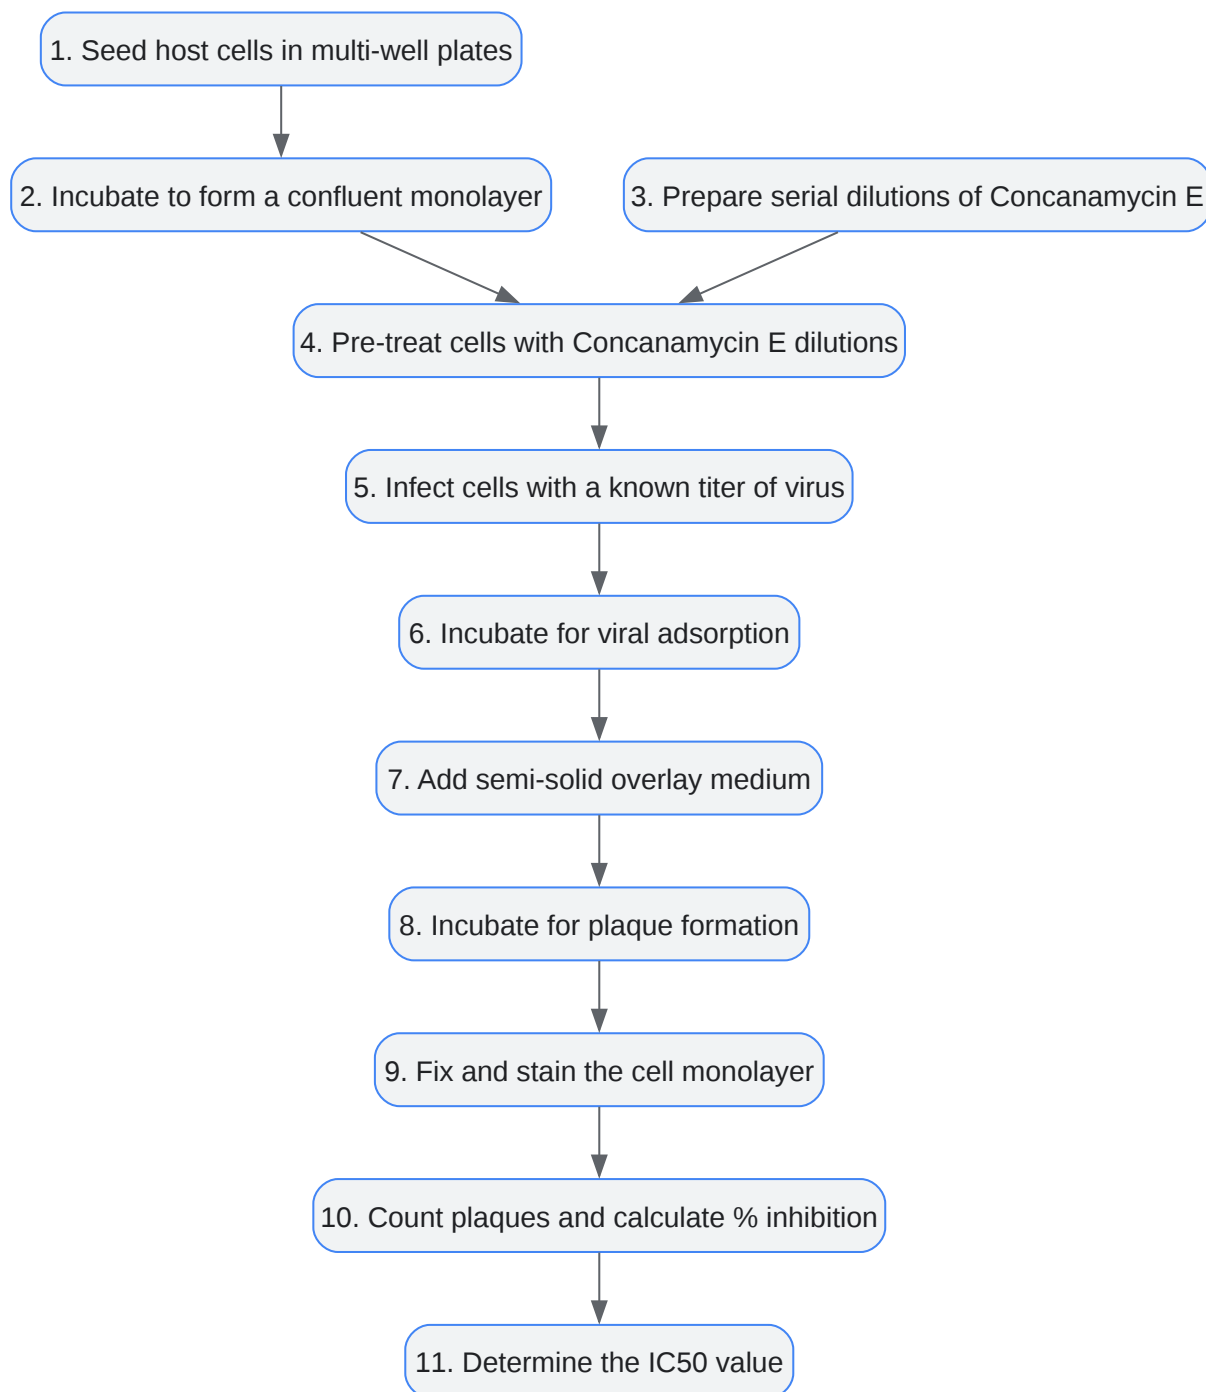 1. Seed host cells in multi-well plates
2. Incubate to form a confluent monolayer
3. Prepare serial dilutions of Concanamycin E
4. Pre-treat cells with Concanamycin E dilutions
5. Infect cells with a known titer of virus
6. Incubate for viral adsorption
7. Add semi-solid overlay medium
8. Incubate for plaque formation
9. Fix and stain the cell monolayer
10. Count plaques and calculate % inhibition
11. Determine the IC50 value